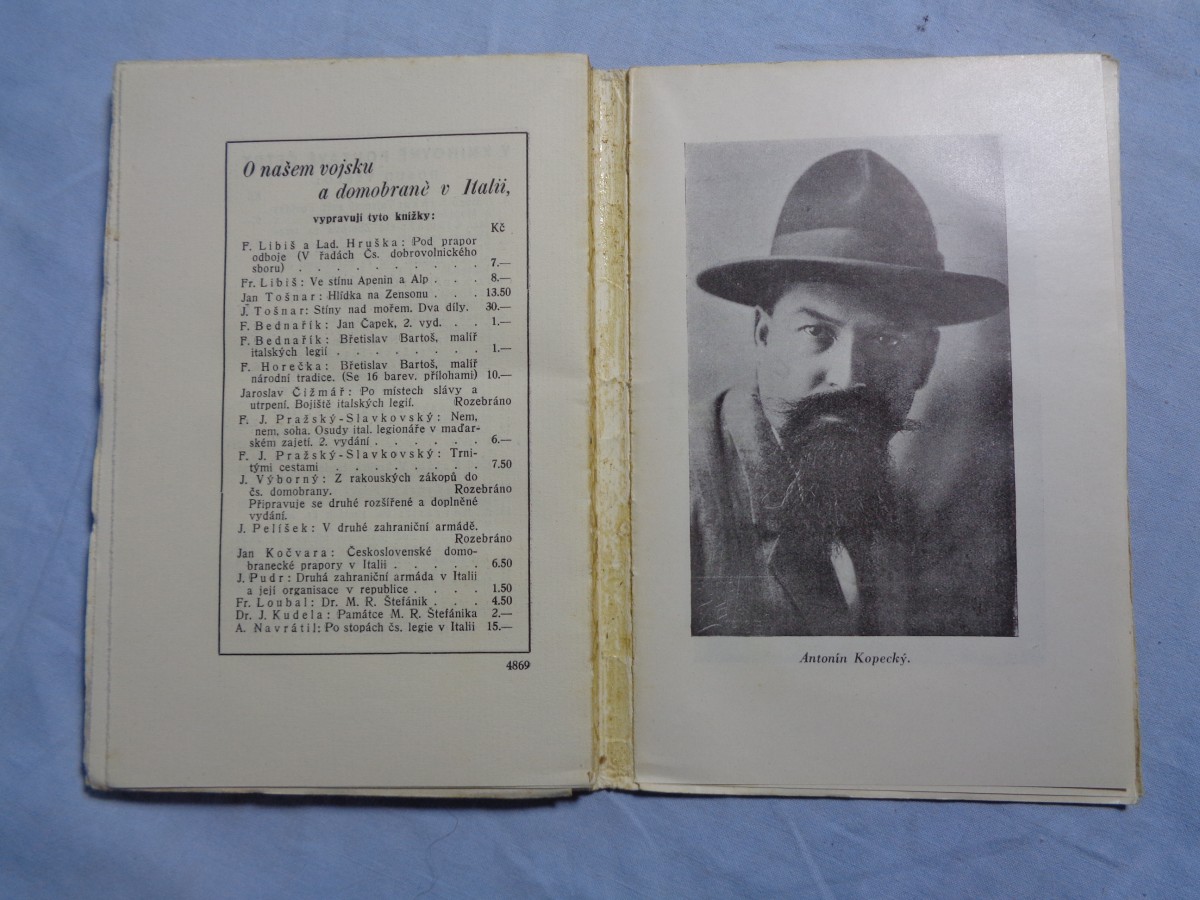 O našem vojsku
a domobraně v Italii,
vypravují tyto knížky:
Kč
F. Libiš a Lad. Hruška: Pod prapor
odboje (V řadách Čs. dobrovolnického
sboru) . . . . . . . . . . 7.—
Fr. Libiš: Ve stínu Apenin a Alp . . . 8.—
Jan Tošnar: Hlídka na Zensonu . . . 13.50
J. Tošnar: Stíny nad mořem. Dva díly. 30.—
F. Bednařík: Jan Čapek, 2. vyd. . . 1.—
F. Bednařík: Břetislav Bartoš, malíř
italských legií . . . . . . . . 1.—
F. Horečka: Břetislav Bartoš, malíř
národní tradice. (Se 16 barev. přílohami) 10.—
Jaroslav Čižmář: Po místech slávy a
utrpení. Bojiště italských legií. Rozebráno
F. J. Pražský-Slavkovský: Nem,
nem, soha. Osudy ital. legionáře v maďar-
ském zajetí. 2. vydání . . . . . . 6.—
F. J. Pražský-Slavkovský: Trni-
tými cestami . . . . . . . . 7.50
J. Výborný: Z rakouských zákopů do
čs. domobrany. Rozebráno
Připravuje se druhé rozšířené a doplněné
vydání.
J. Pelíšek: V druhé zahraniční armádě.
Rozebráno
Jan Kočvara: Československé domo-
branecké prapory v Italii . . . . . 6.50
J. Pudr: Druhá zahraniční armáda v Italii
a její organisace v republice . . . . 1.50
Fr. Loubal: Dr. M. R. Štefánik . . . 4.50
Dr. J. Kudela: Památce M. R. Štefánika 2.—
A. Navrátil: Po stopách čs. legie v Italii 15.—
4869
Antonín Kopecký.